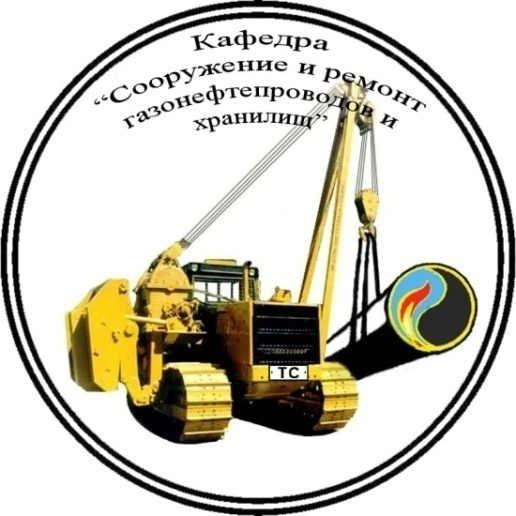 Кафедра
“Сооружение и ремонт
газонефтепроводов и
хранилищ”
ТС